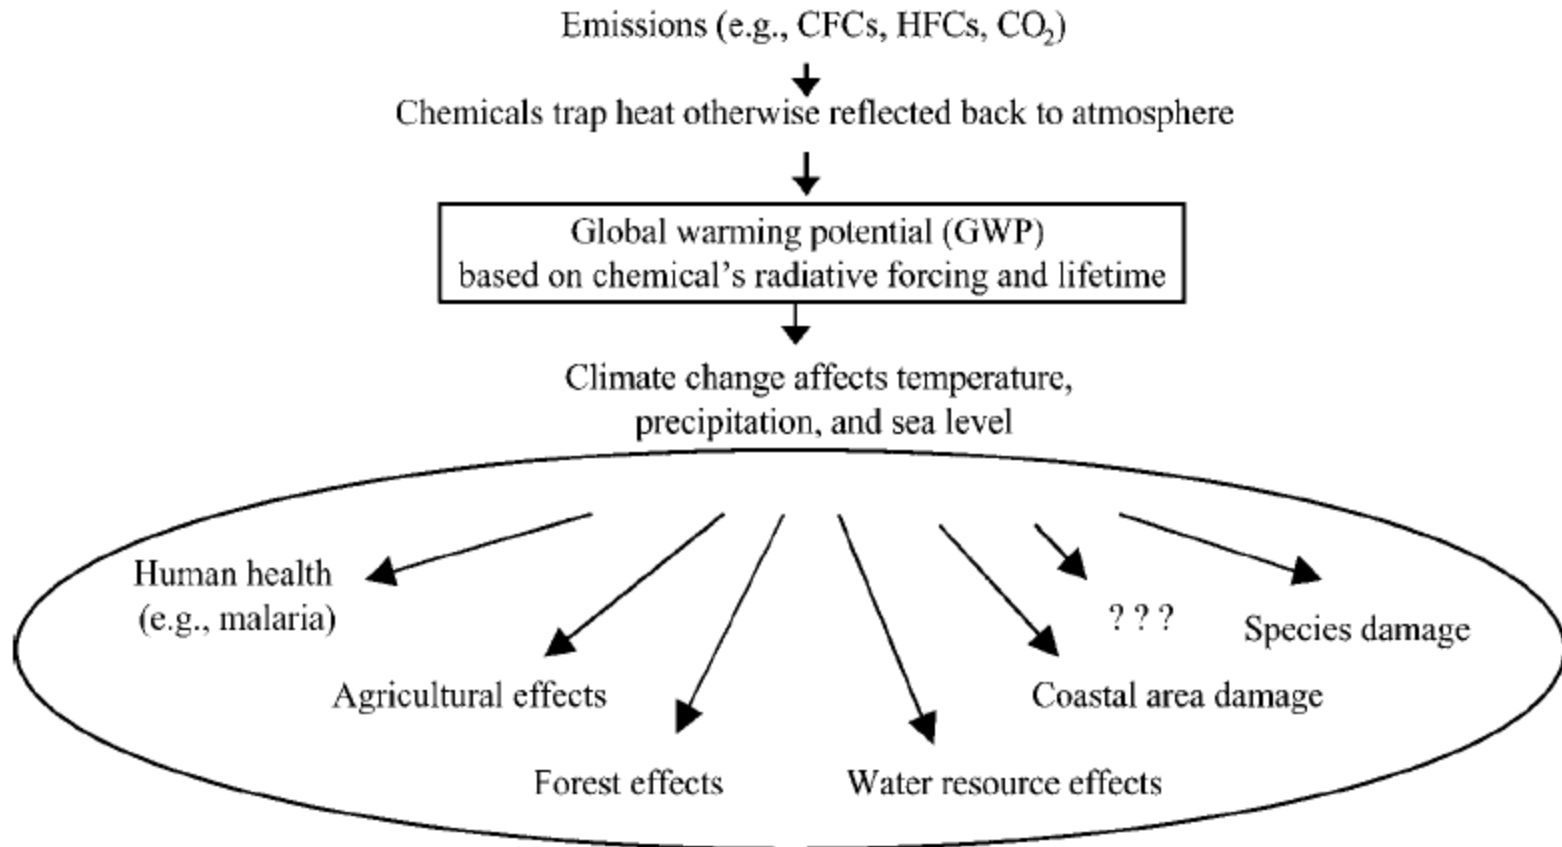 Emissions (e.g., CFCs, HFCs, CO₂)
Chemicals trap heat otherwise reflected back to atmosphere
Global warming potential (GWP)
based on chemical’s radiative forcing and lifetime
Climate change affects temperature,
precipitation, and sea level
Human health
(e.g., malaria)
? ? ?
Species damage
Agricultural effects
Coastal area damage
Forest effects
Water resource effects